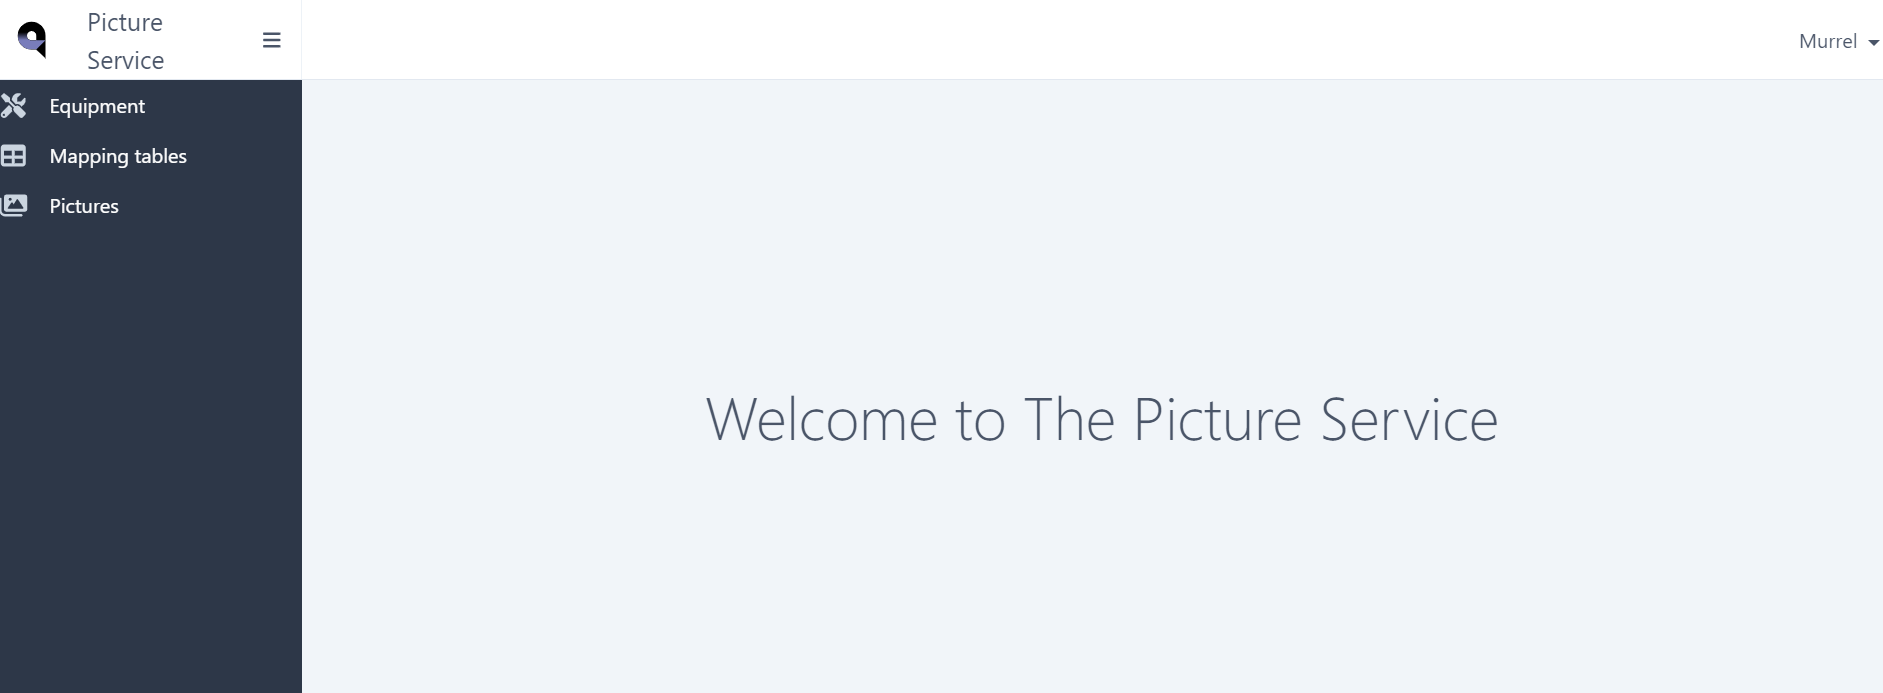 Picture
Service
Murrel
Equipment
Mapping tables
Pictures
Welcome to The Picture Service